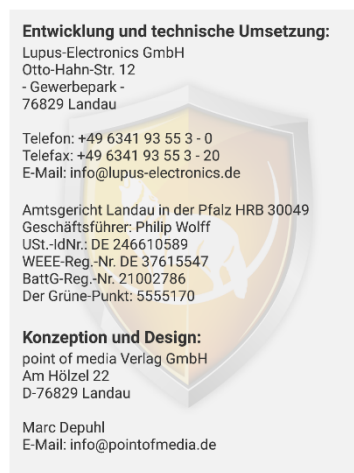 Entwicklung und technische Umsetzung:
Lupus-Electronics GmbH
Otto-Hahn-Str. 12
- Gewerbepark -
76829 Landau
Telefon: +49 6341 93 55 3 - 0
Telefax: +49 6341 93 55 3 - 20
E-Mail: info@lupus-electronics.de
Amtsgericht Landau in der Pfalz HRB 30049
Geschäftsführer: Philip Wolff
USt.-IdNr.: DE 246610589
WEEE-Reg.-Nr. DE 37615547
BattG-Reg.-Nr. 21002786
Der Grüne-Punkt: 5555170
Konzeption und Design:
point of media Verlag GmbH
Am Hölzel 22
D-76829 Landau
Marc Depuhl
E-Mail: info@pointofmedia.de